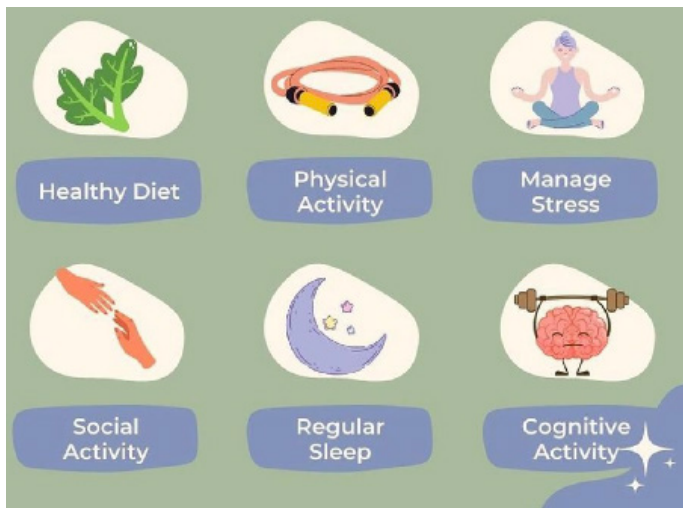 Healthy Diet
Physical
Activity
Manage
Stress
Social
Activity
Regular
Sleep
Cognitive
Activity